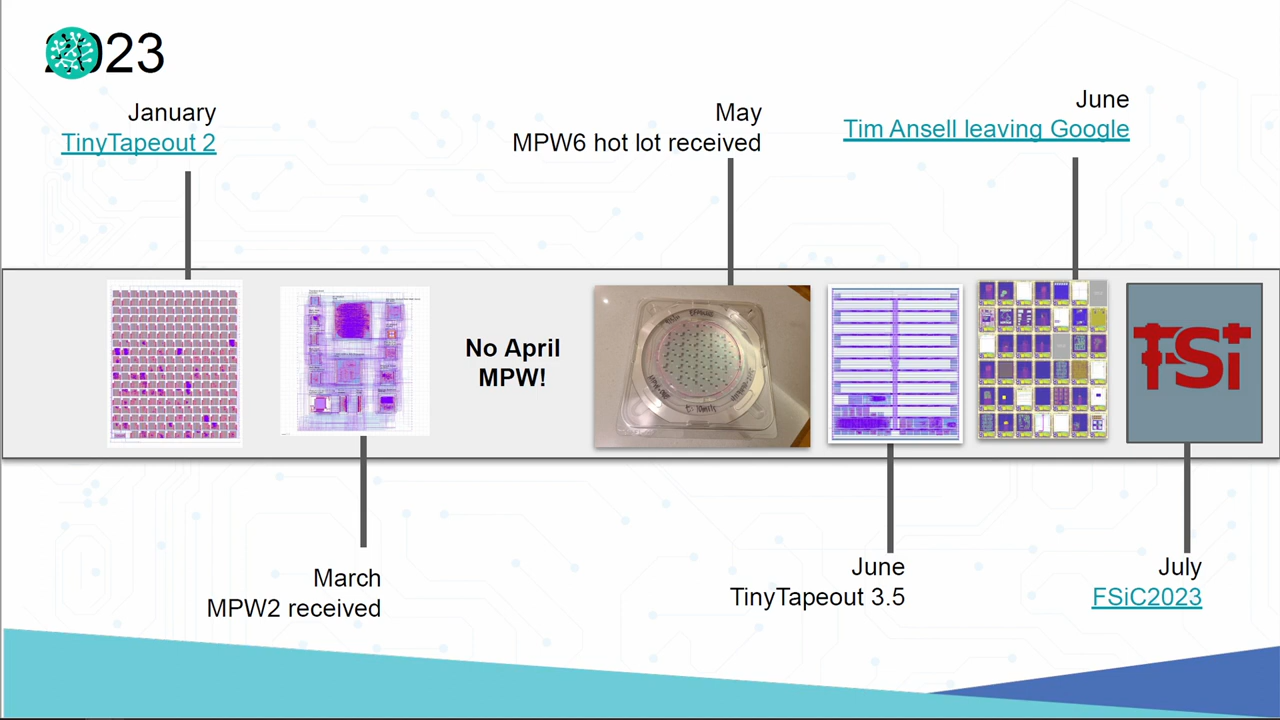 2023
January
TinyTapeout 2
May
MPW6 hot lot received
June
Tim Ansell leaving Google
No April
MPW!
FSi
March
MPW2 received
June
TinyTapeout 3.5
July
FSiC2023